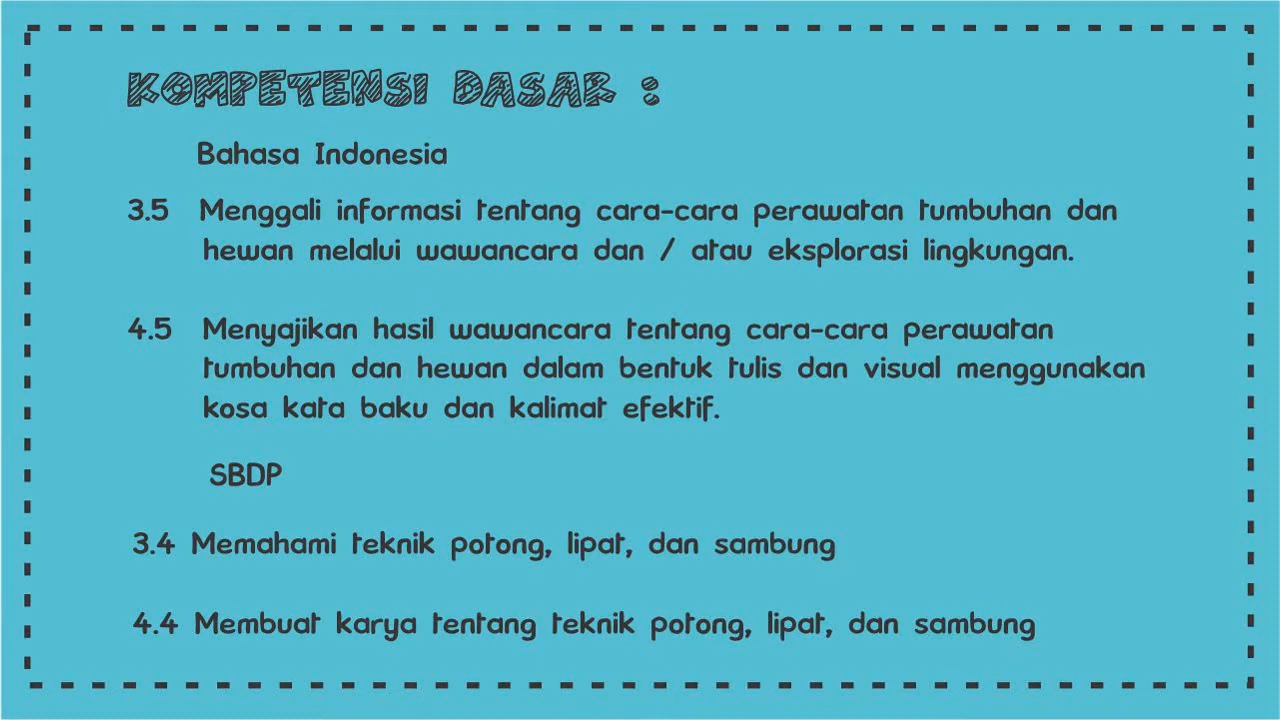 KOMPETENSI DASAR :
Bahasa Indonesia
3.5 Menggali informasi tentang cara-cara perawatan tumbuhan dan
hewan melalui wawancara dan / atau eksplorasi lingkungan.
4.5 Menyajikan hasil wawancara tentang cara-cara perawatan
tumbuhan dan hewan dalam bentuk tulis dan visual menggunakan
kosa kata baku dan kalimat efektif.
SBDP
3.4 Memahami teknik potong, lipat, dan sambung
4.4 Membuat karya tentang teknik potong, lipat, dan sambung